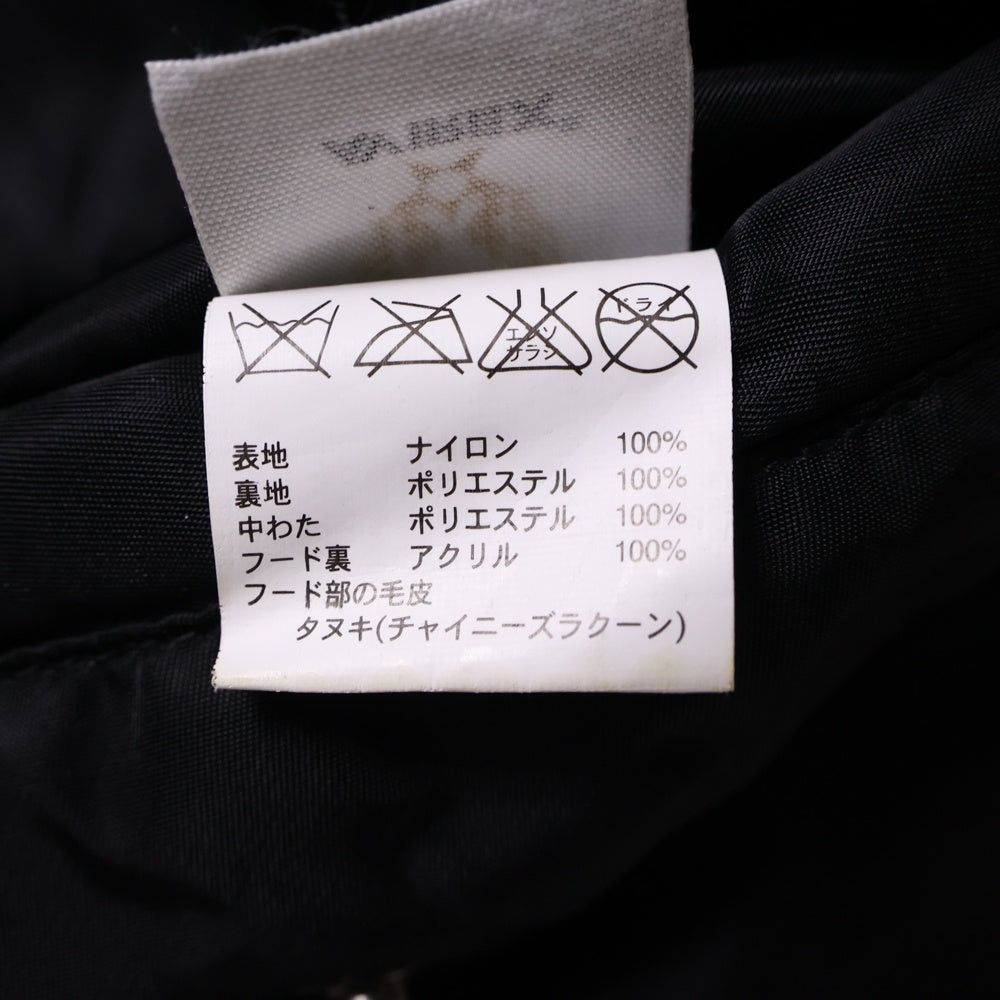 エンソ ドライ
サラシ
表地 ナイロン 100%
裏地 ポリエステル 100%
中わた ポリエステル 100%
フード裏 アクリル 100%
フード部の毛皮
タヌキ(チャイニーズラクーン)